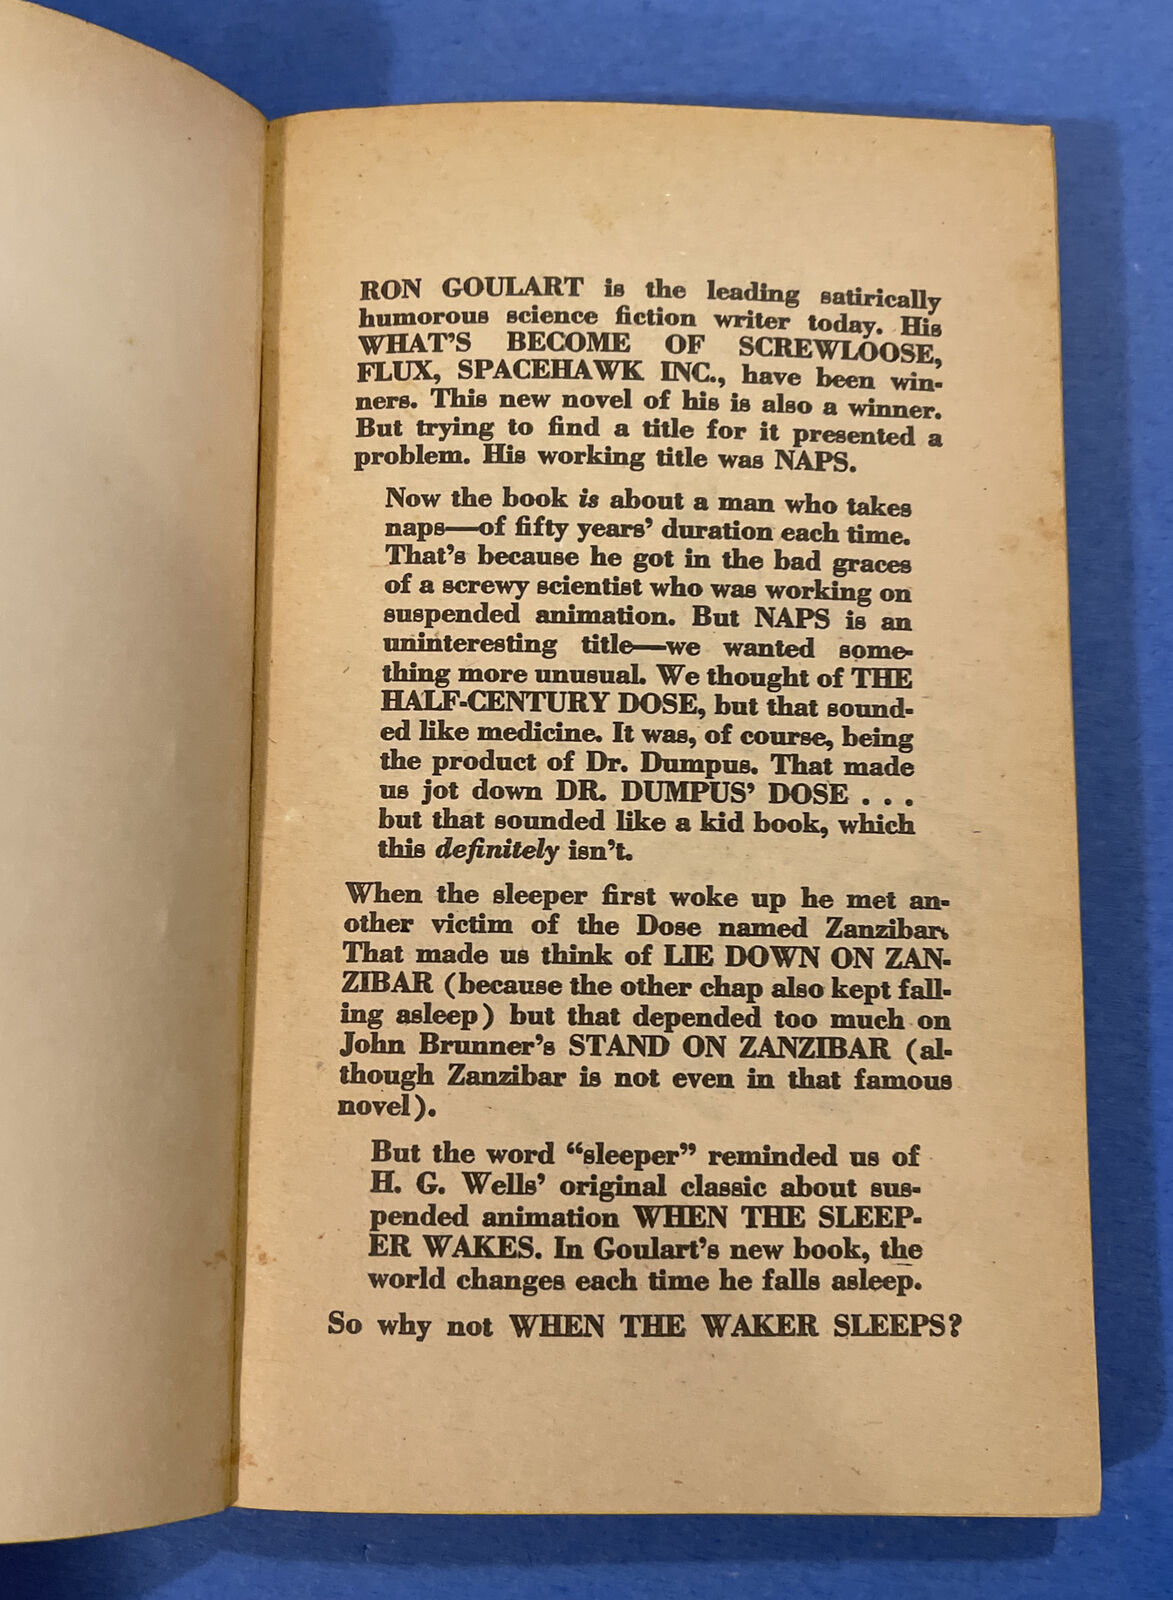 RON GOULART is the leading satirically
humorous science fiction writer today. His
WHAT'S BECOME OF SCREWLOOSE,
FLUX, SPACEHAWK INC., have been win-
ners. This new novel of his is also a winner.
But trying to find a title for it presented a
problem. His working title was NAPS.
Now the book is about a man who takes
naps—of fifty years' duration each time.
That's because he got in the bad graces
of a screwy scientist who was working on
suspended animation. But NAPS is an
uninteresting title—we wanted some-
thing more unusual. We thought of THE
HALF-CENTURY DOSE, but that sound-
ed like medicine. It was, of course, being
the product of Dr. Dumpus. That made
us jot down DR. DUMPUS' DOSE . . .
but that sounded like a kid book, which
this definitely isn't.
When the sleeper first woke up he met an-
other victim of the Dose named Zanzibar.
That made us think of LIE DOWN ON ZAN-
ZIBAR (because the other chap also kept fall-
ing asleep) but that depended too much on
John Brunner's STAND ON ZANZIBAR (al-
though Zanzibar is not even in that famous
novel).
But the word “sleeper” reminded us of
H. G. Wells' original classic about sus-
pended animation WHEN THE SLEEP-
ER WAKES. In Goulart's new book, the
world changes each time he falls asleep.
So why not WHEN THE WAKER SLEEPS?